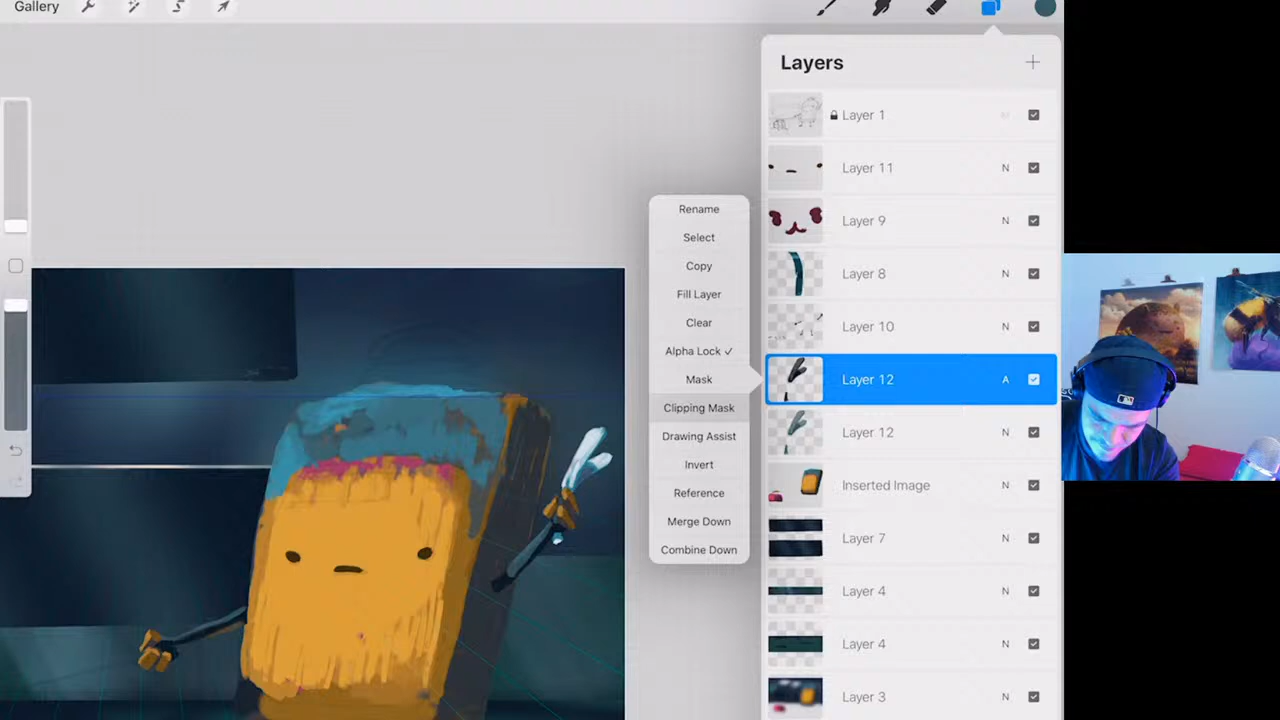 Gallery
Layers
Layer 1
Layer 11 N
Layer 9 N
Layer 8 N
Layer 10 N
Layer 12 A
Layer 12 N
Inserted Image N
Layer 7 N
Layer 4 N
Layer 4 N
Layer 3 N
Rename
Select
Copy
Fill Layer
Clear
Alpha Lock ✓
Mask
Clipping Mask
Drawing Assist
Invert
Reference
Merge Down
Combine Down